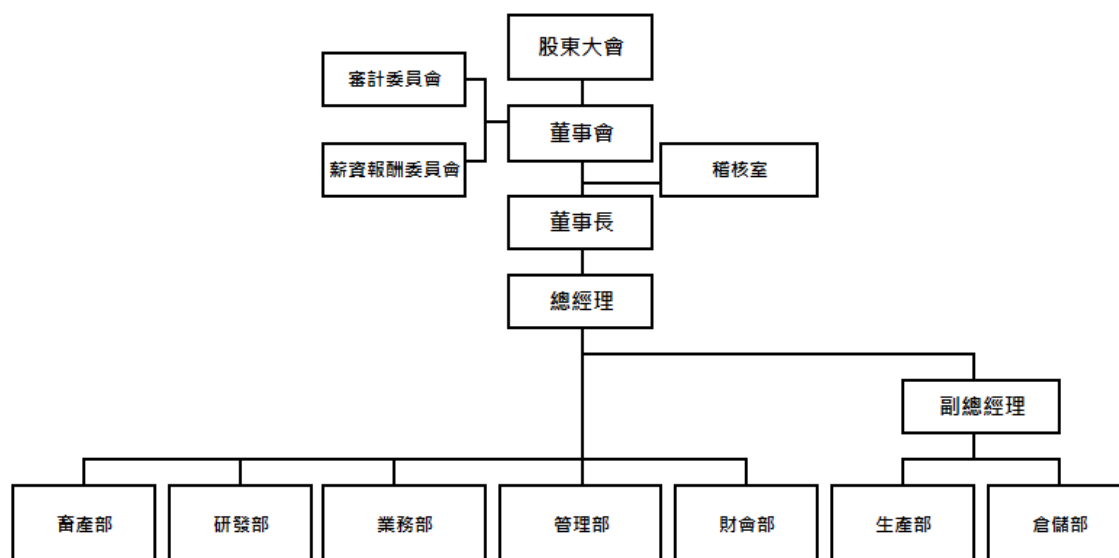 股東大會
審計委員會
董事會
薪資報酬委員會
稽核室
董事長
總經理
副總經理
畜產部
研發部
業務部
管理部
財會部
生產部
倉儲部